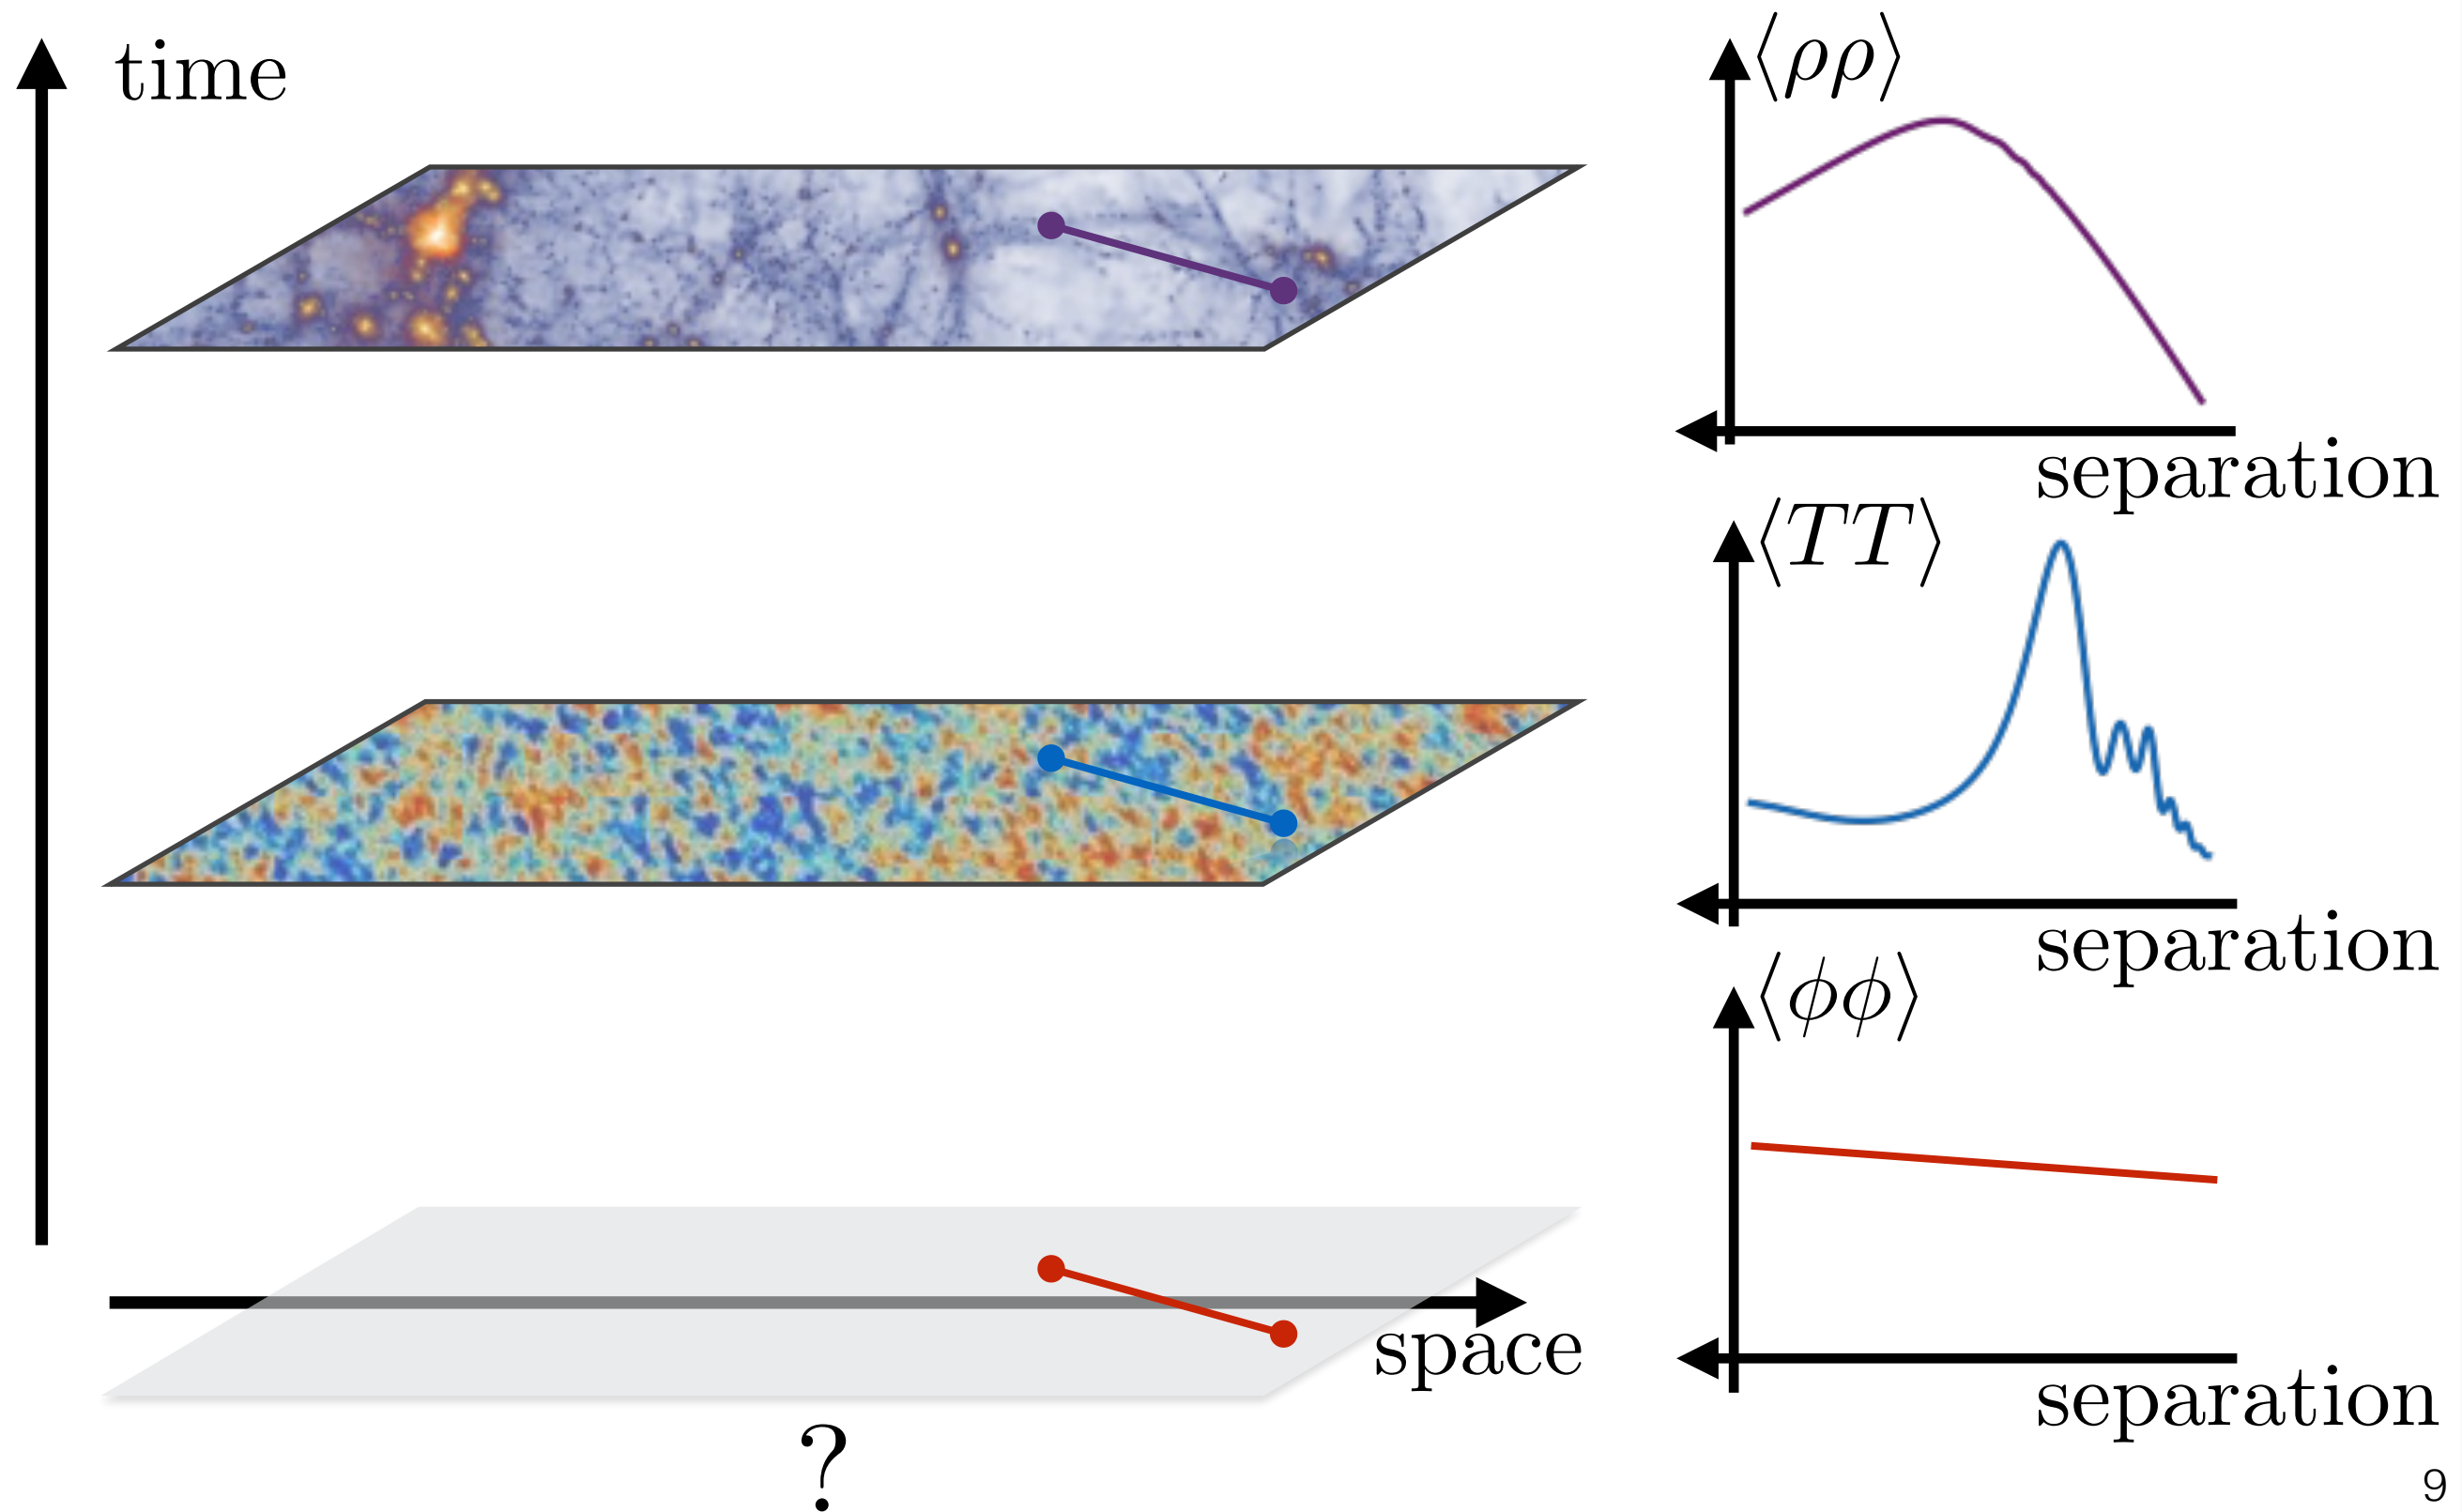 time
⟨ρρ⟩
separation
⟨TT⟩
separation
⟨ϕϕ⟩
space
separation
?
9